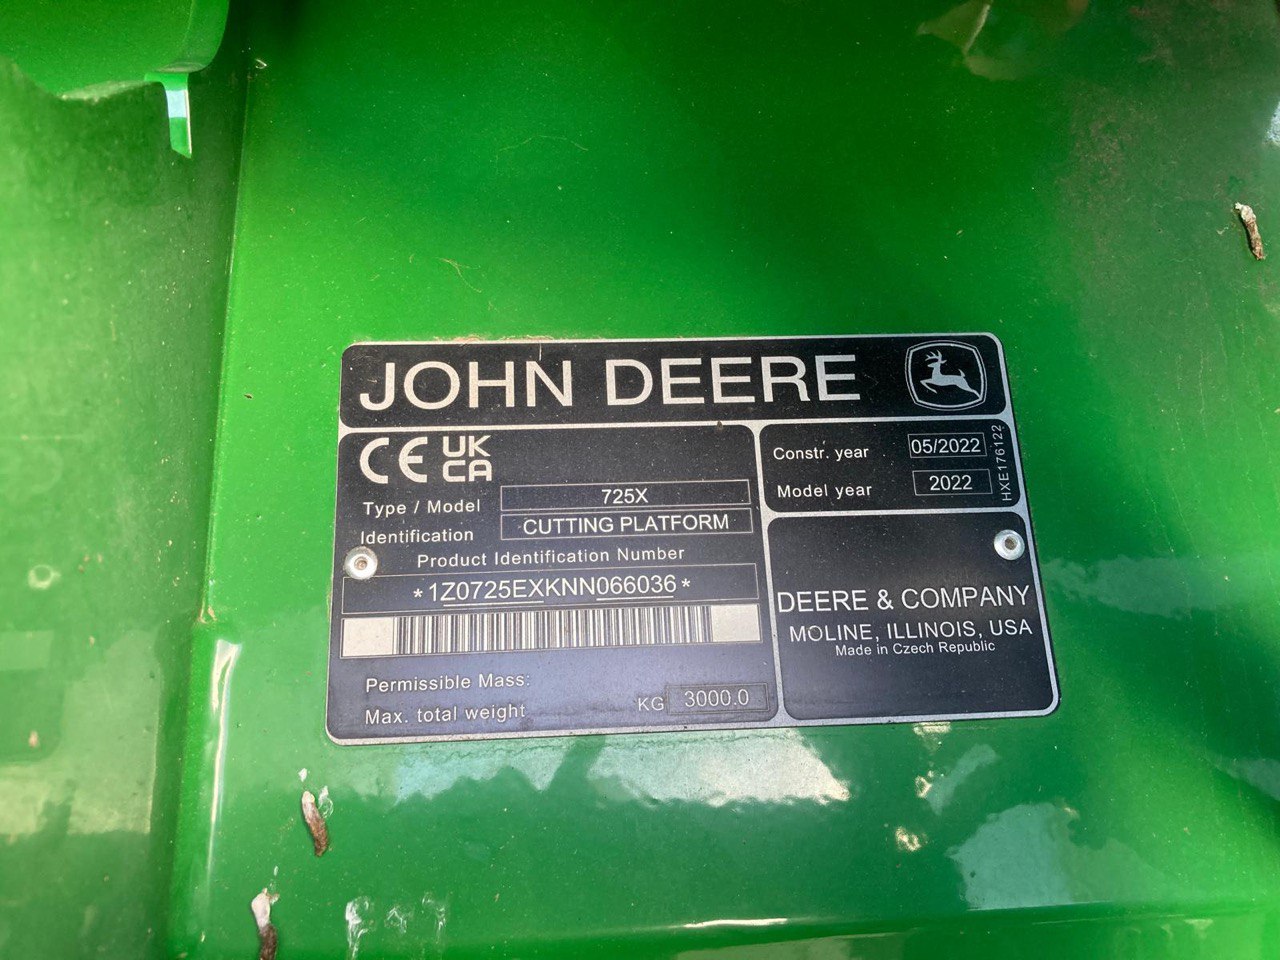 JOHN DEERE
CE UK CA
Type / Model 725X
Identification CUTTING PLATFORM
Product Identification Number
*1Z0725EXKNN066036*
Permissible Mass:
Max. total weight KG 3000.0
Constr. year 05/2022
Model year 2022
HXE176122
DEERE & COMPANY
MOLINE, ILLINOIS, USA
Made in Czech Republic